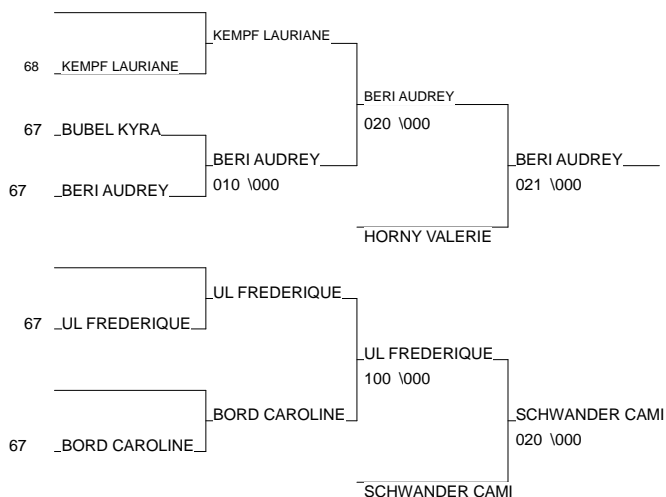 KEMPF LAURIANE
68 KEMPF LAURIANE
BERI AUDREY
020 \000
67 BUBEL KYRA
BERI AUDREY
010 \000
BERI AUDREY
021 \000
67 BERI AUDREY
HORNY VALERIE
UL FREDERIQUE
67 UL FREDERIQUE
UL FREDERIQUE
100 \000
BORD CAROLINE
SCHWANDER CAMI
020 \000
67 BORD CAROLINE
SCHWANDER CAMI